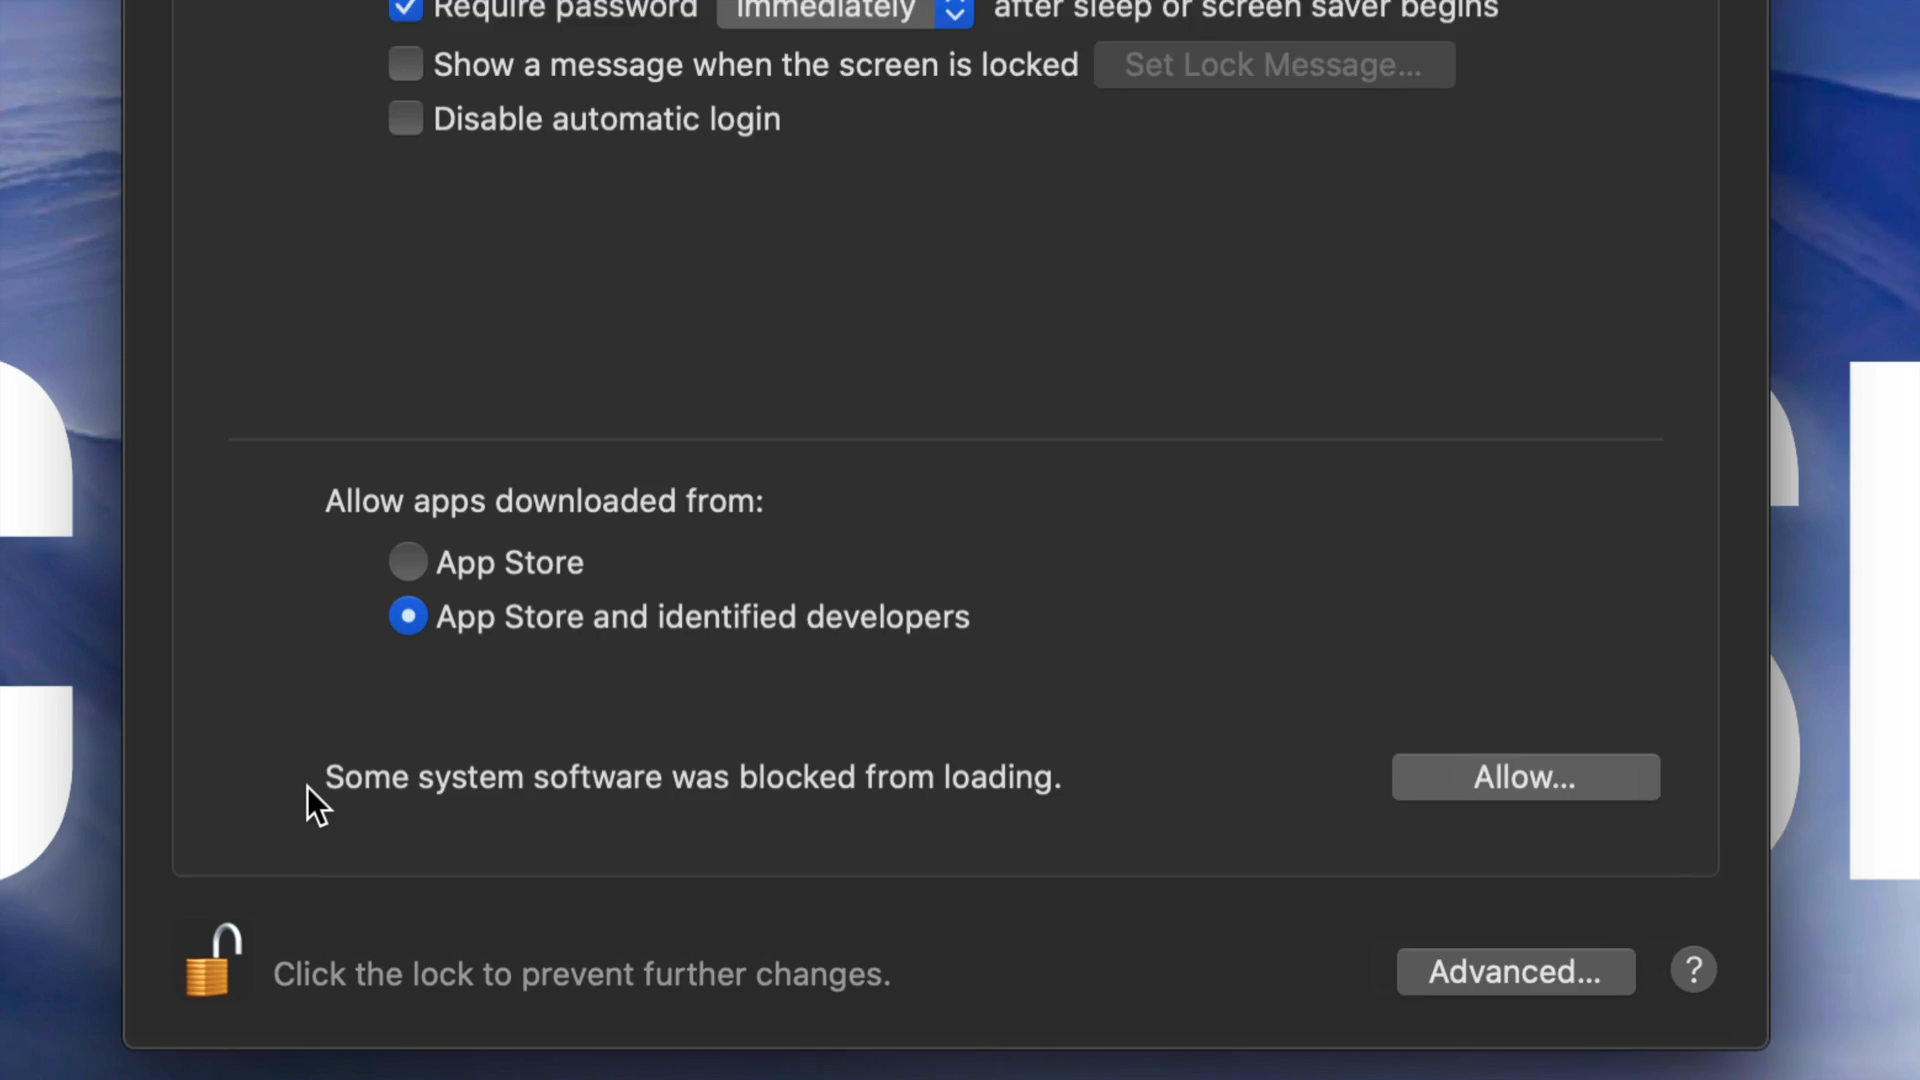 Require password Immediately after sleep or screen saver begins
Show a message when the screen is locked Set Lock Message...
Disable automatic login
Allow apps downloaded from:
App Store
App Store and identified developers
Some system software was blocked from loading. Allow...
Click the lock to prevent further changes. Advanced... ?